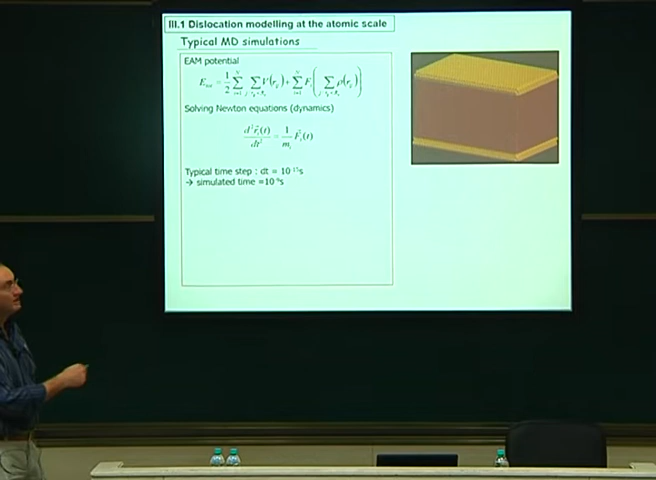 III.1 Dislocation modelling at the atomic scale
Typical MD simulations
EAM potential
Solving Newton equations (dynamics)
Typical time step : dt = 10⁻¹⁵s
→ simulated time =10⁻⁹s